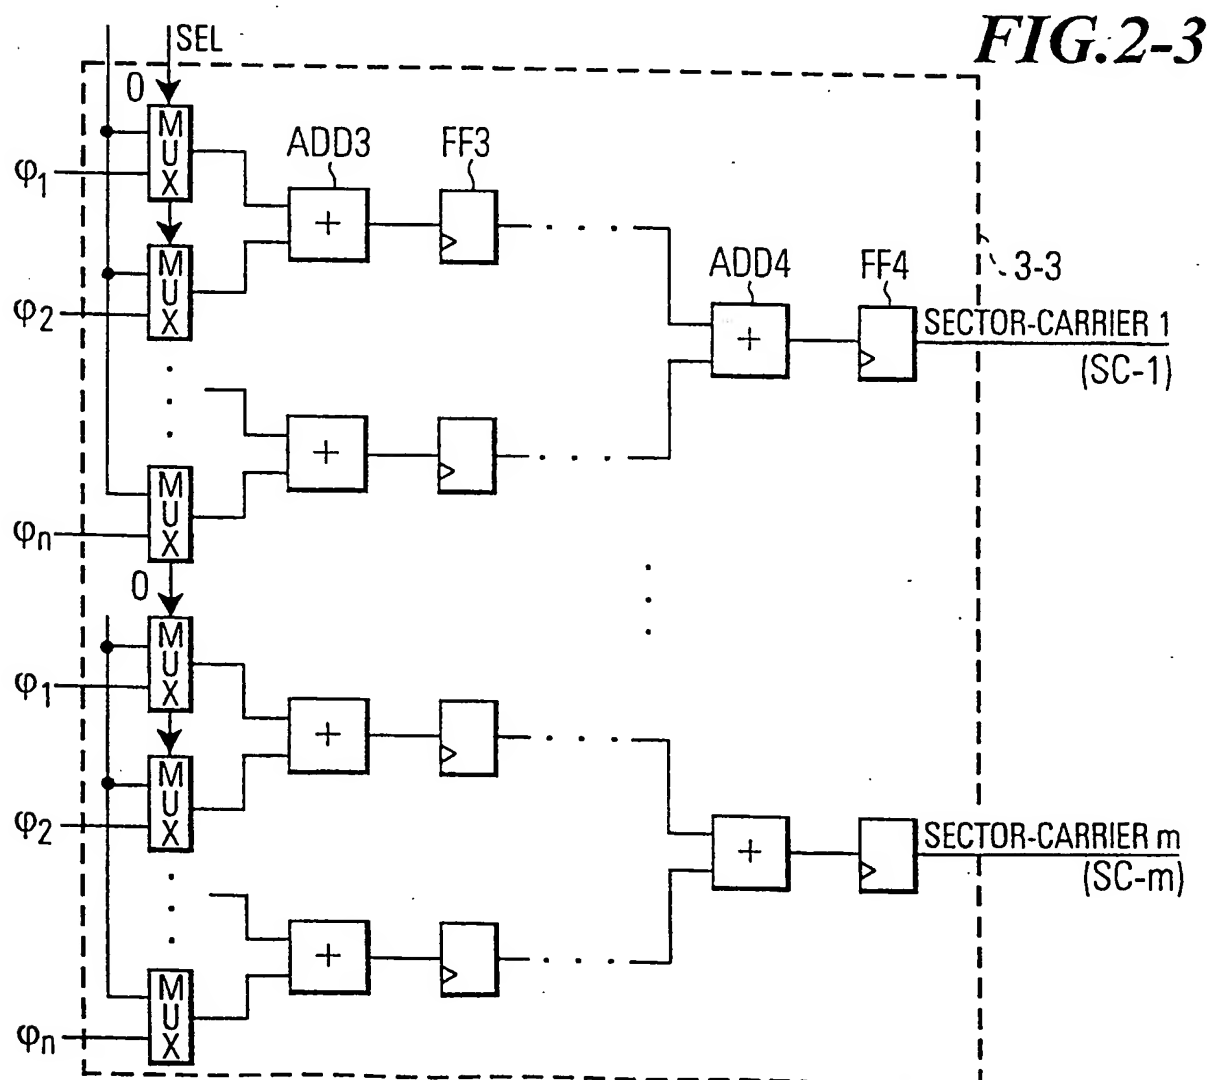 FIG.2-3
SEL
0
MUX
φ1
ADD3
FF3
+
MUX
φ2
ADD4
FF4
3-3
+
SECTOR-CARRIER 1
(SC-1)
+
MUX
φn
0
MUX
φ1
+
MUX
φ2
+
SECTOR-CARRIER m
(SC-m)
+
MUX
φn